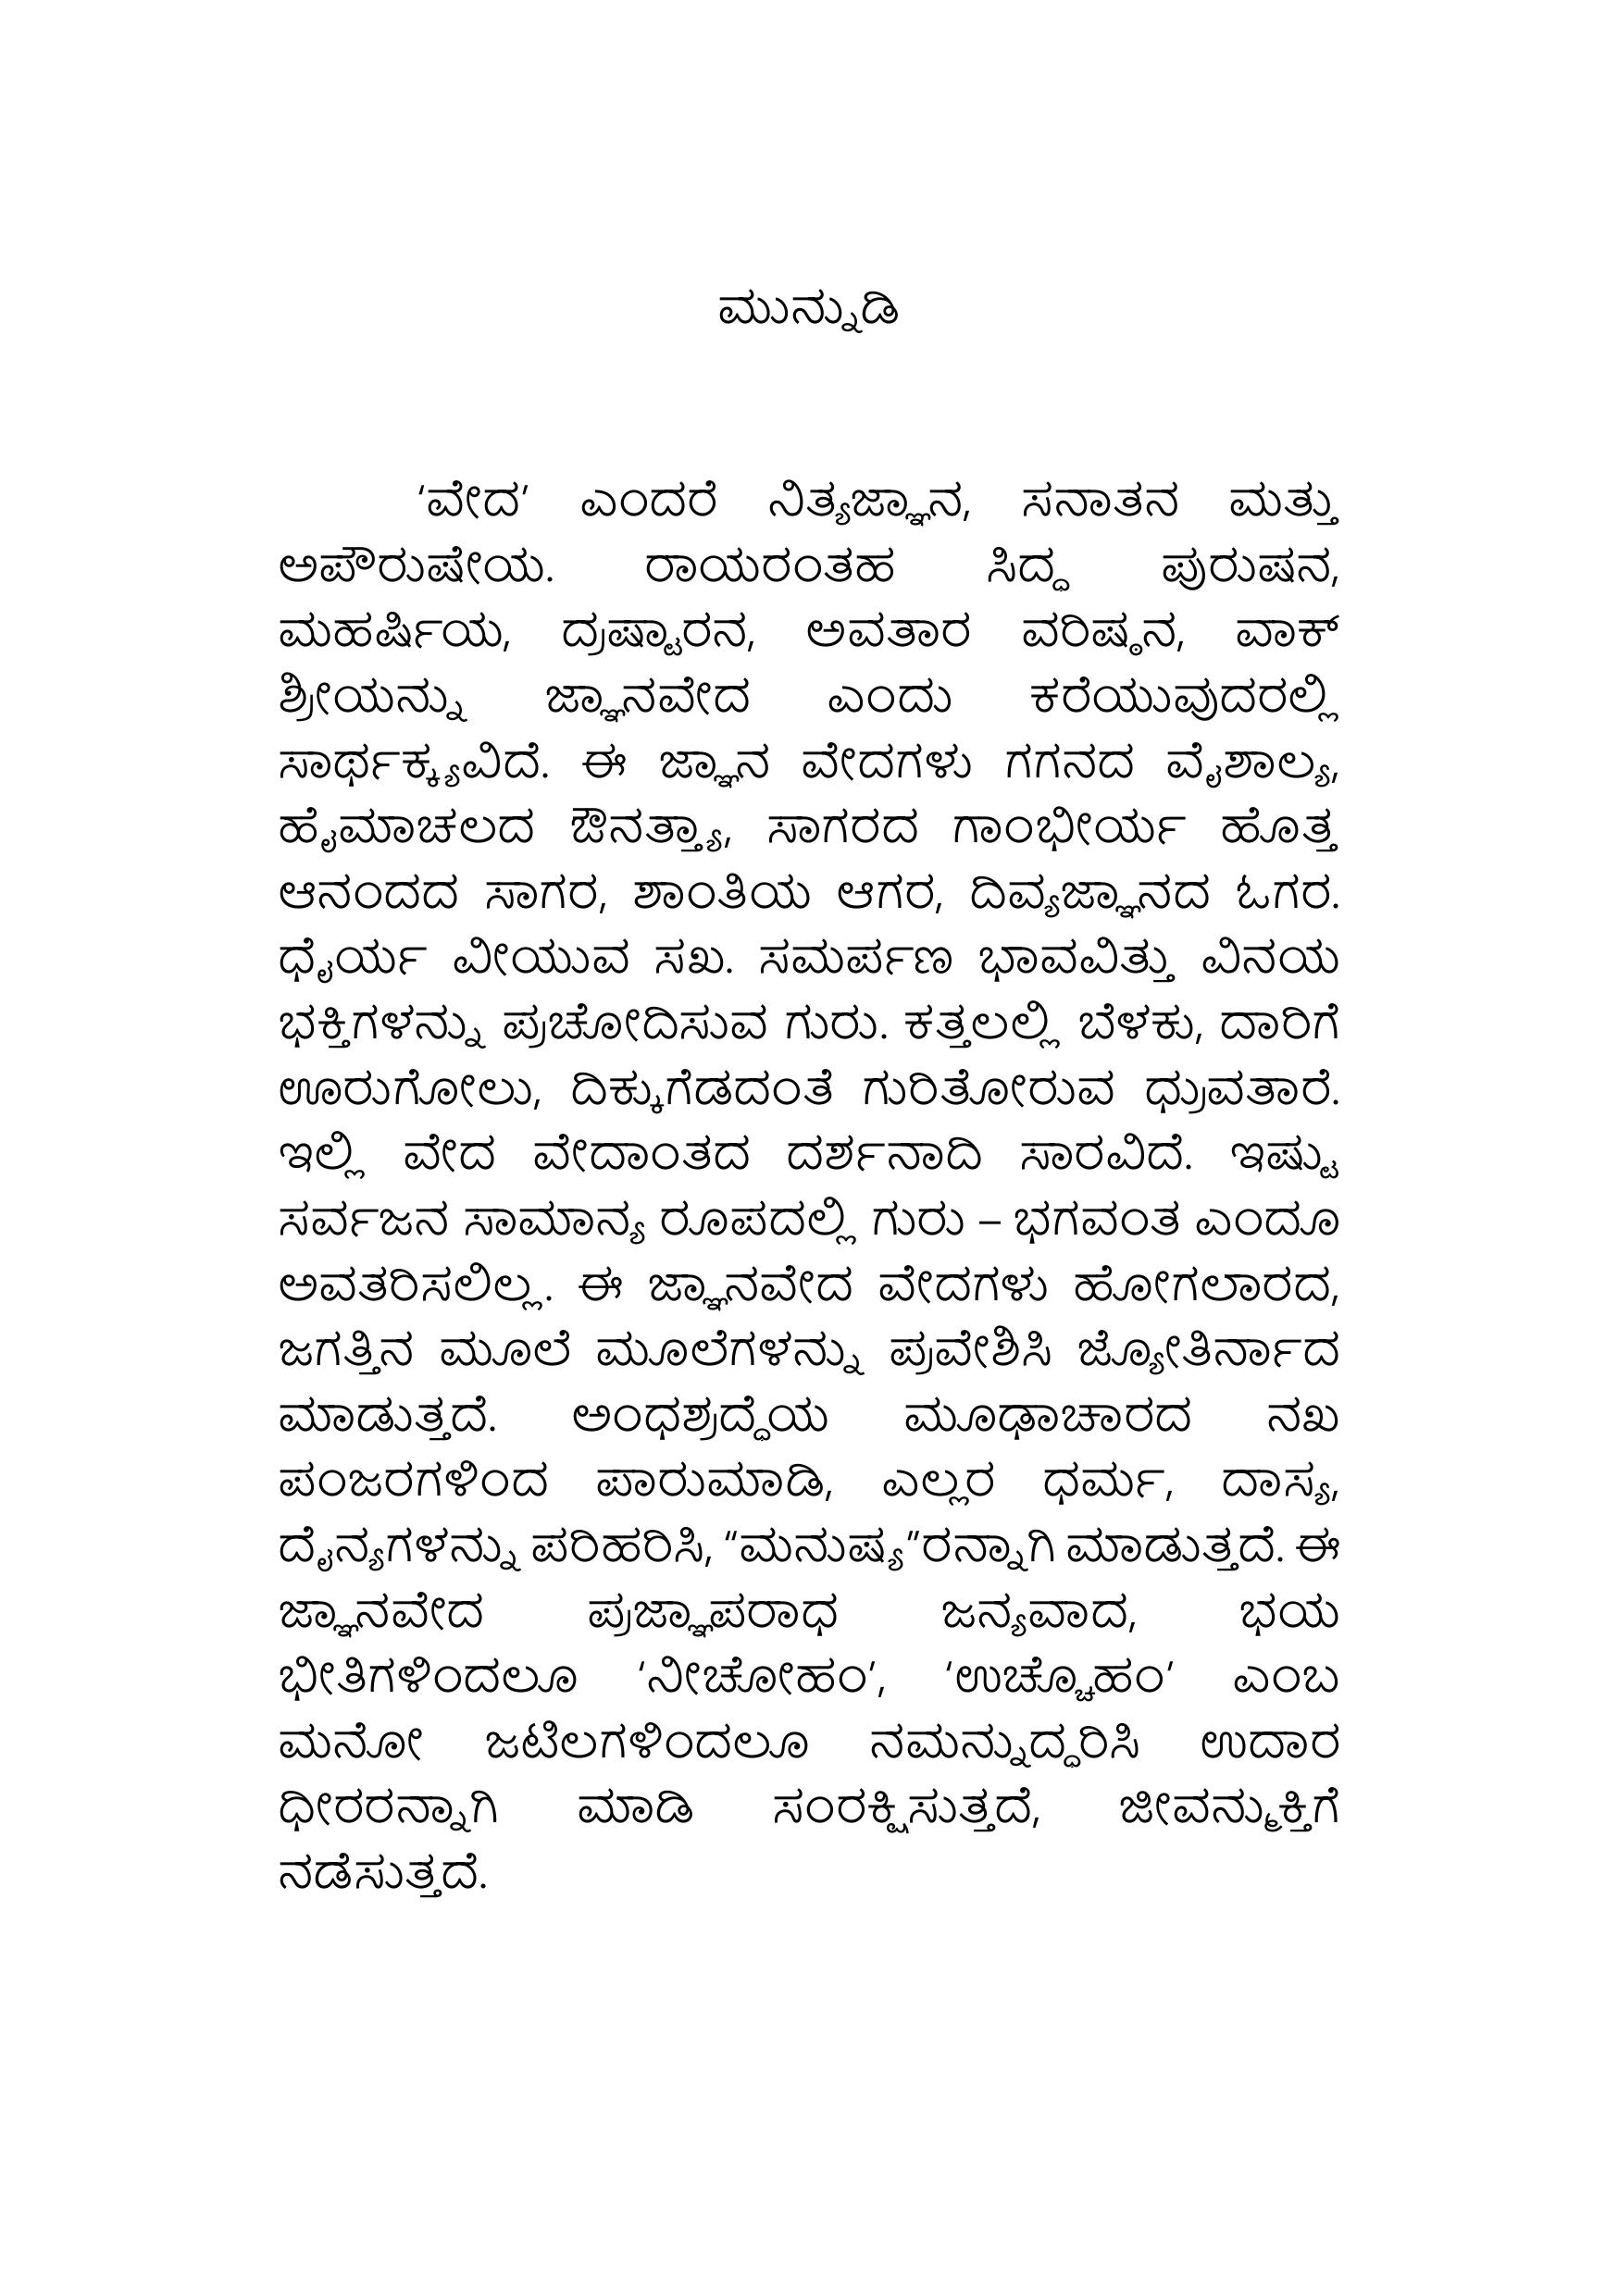 ಮುನ್ನುಡಿ
‘ವೇದ’ ಎಂದರೆ ನಿತ್ಯಜ್ಞಾನ, ಸನಾತನ ಮತ್ತು
ಅಪೌರುಷೇಯ. ರಾಯರಂತಹ ಸಿದ್ಧ ಪುರುಷನ,
ಮಹರ್ಷಿಯ, ದ್ರಷ್ಟಾರನ, ಅವತಾರ ವರಿಷ್ಠನ, ವಾಕ್
ಶ್ರೀಯನ್ನು ಜ್ಞಾನವೇದ ಎಂದು ಕರೆಯುವುದರಲ್ಲಿ
ಸಾರ್ಥಕ್ಕ್ಯವಿದೆ. ಈ ಜ್ಞಾನ ವೇದಗಳು ಗಗನದ ವೈಶಾಲ್ಯ,
ಹೈಮಾಚಲದ ಔನತ್ತ್ಯಾ, ಸಾಗರದ ಗಾಂಭೀರ್ಯ ಹೊತ್ತ
ಆನಂದದ ಸಾಗರ, ಶಾಂತಿಯ ಆಗರ, ದಿವ್ಯಜ್ಞಾನದ ಓಗರ.
ಧೈರ್ಯ ವೀಯುವ ಸಖ. ಸಮರ್ಪಣ ಭಾವವಿತ್ತು ವಿನಯ
ಭಕ್ತಿಗಳನ್ನು ಪ್ರಚೋದಿಸುವ ಗುರು. ಕತ್ತಲಲ್ಲಿ ಬೆಳಕು, ದಾರಿಗೆ
ಊರುಗೋಲು, ದಿಕ್ಕುಗೆಡದಂತೆ ಗುರಿತೋರುವ ಧ್ರುವತಾರೆ.
ಇಲ್ಲಿ ವೇದ ವೇದಾಂತದ ದರ್ಶನಾದಿ ಸಾರವಿದೆ. ಇಷ್ಟು
ಸರ್ವಜನ ಸಾಮಾನ್ಯ ರೂಪದಲ್ಲಿ ಗುರು – ಭಗವಂತ ಎಂದೂ
ಅವತರಿಸಲಿಲ್ಲ. ಈ ಜ್ಞಾನವೇದ ವೇದಗಳು ಹೋಗಲಾರದ,
ಜಗತ್ತಿನ ಮೂಲೆ ಮೂಲೆಗಳನ್ನು ಪ್ರವೇಶಿಸಿ ಜ್ಯೋತಿರ್ನಾದ
ಮಾಡುತ್ತದೆ. ಅಂಧಶ್ರದ್ಧೆಯ ಮೂಢಾಚಾರದ ನಖ
ಪಂಜರಗಳಿಂದ ಪಾರುಮಾಡಿ, ಎಲ್ಲರ ಧರ್ಮ, ದಾಸ್ಯ,
ದೈನ್ಯಗಳನ್ನು ಪರಿಹರಿಸಿ, “ಮನುಷ್ಯ”ರನ್ನಾಗಿ ಮಾಡುತ್ತದೆ. ಈ
ಜ್ಞಾನವೇದ ಪ್ರಜ್ಞಾಪರಾಧ ಜನ್ಯವಾದ, ಭಯ
ಭೀತಿಗಳಿಂದಲೂ ‘ನೀಚೋಹಂ’, ‘ಉಚ್ಚೊಹಂ’ ಎಂಬ
ಮನೋ ಜಟಿಲಗಳಿಂದಲೂ ನಮನ್ನುದ್ಧರಿಸಿ ಉದಾರ
ಧೀರರನ್ನಾಗಿ ಮಾಡಿ ಸಂರಕ್ಷಿಸುತ್ತದೆ, ಜೀವನ್ಮುಕ್ತಿಗೆ
ನಡೆಸುತ್ತದೆ.